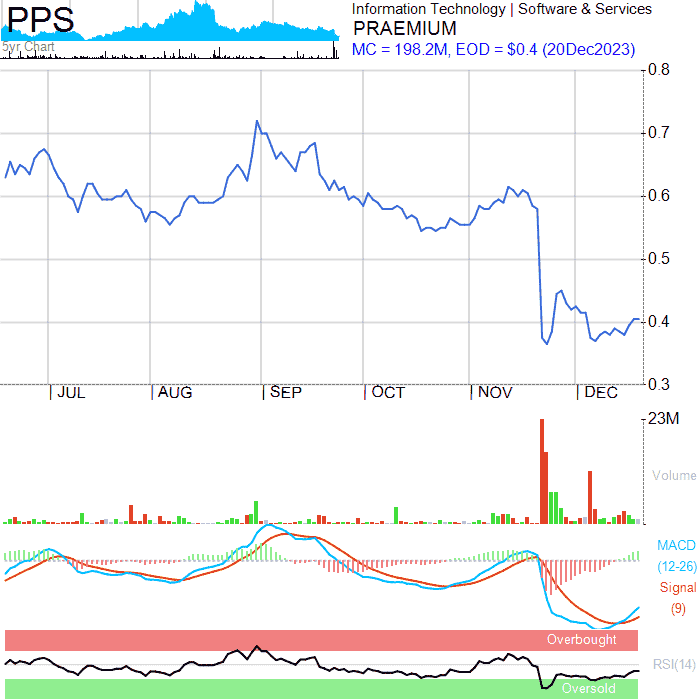 PPS
Information Technology | Software & Services
PRAEMIUM
5yr Chart
MC = 198.2M, EOD = $0.4 (20Dec2023)
0.8
0.7
0.6
0.5
0.4
0.3
JUL AUG SEP OCT NOV DEC
23M
Volume
MACD
(12-26)
Signal
(9)
Overbought
RSI(14)
Oversold